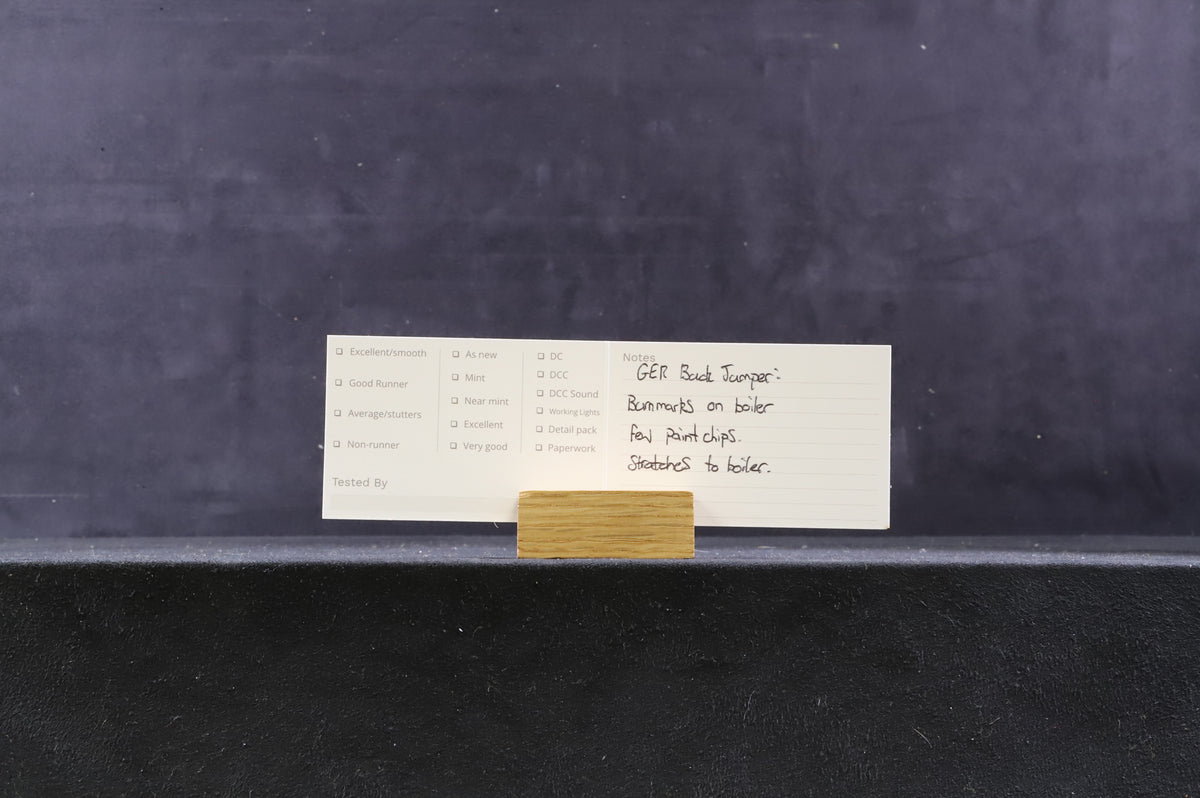 Excellent/smooth
Good Runner
Average/stutters
Non-runner
Tested By
As new
Mint
Near mint
Excellent
Very good
DC
DCC
DCC Sound
Working Lights
Detail pack
Paperwork
Notes
GER Buck Jumper:
Burnmarks on boiler
Few paint chips.
Stratches to boiler.